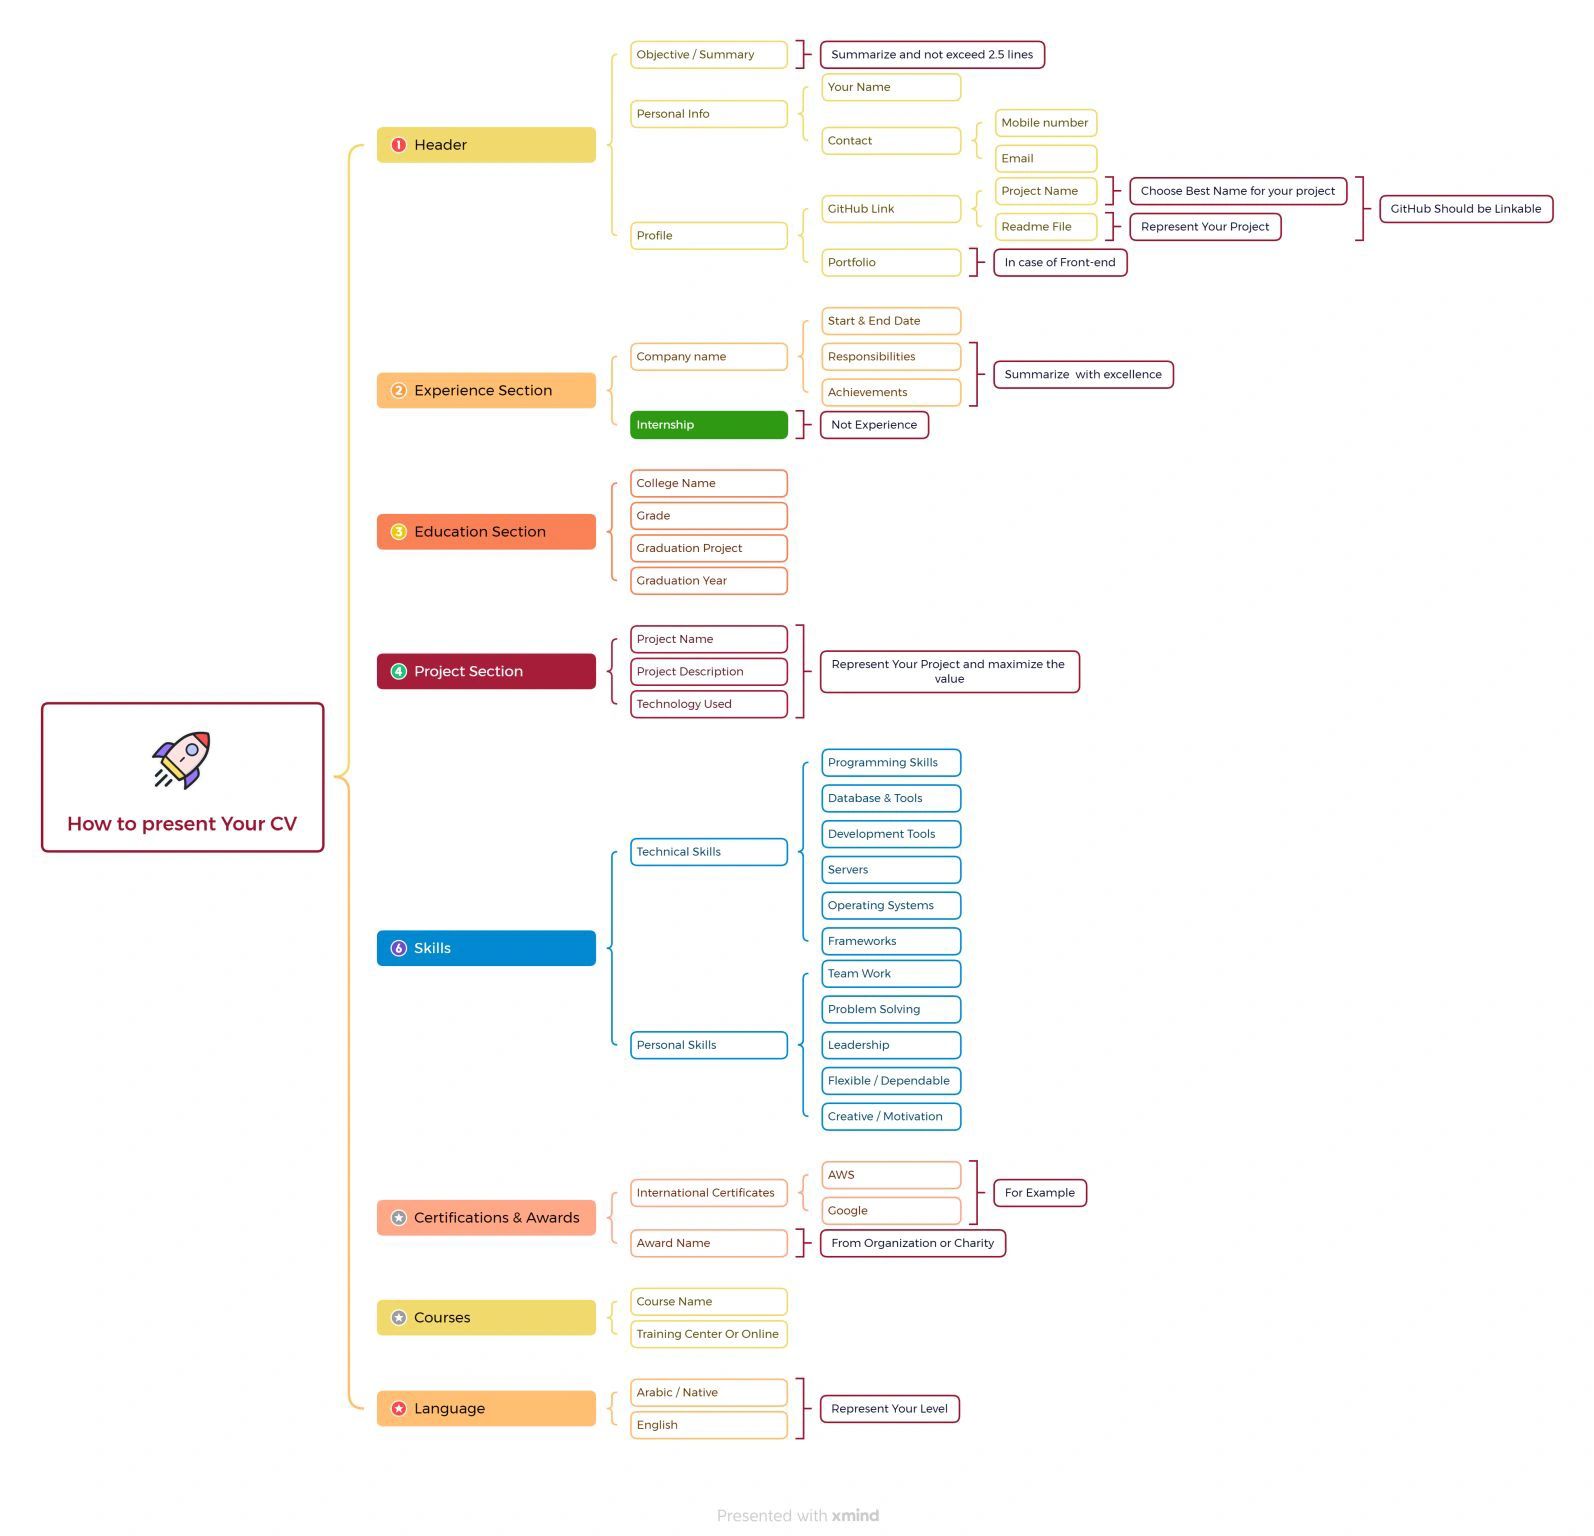 How to present Your CV
1 Header
Objective / Summary
Summarize and not exceed 2.5 lines
Personal Info
Your Name
Contact
Mobile number
Email
Profile
GitHub Link
Project Name
Choose Best Name for your project
Readme File
Represent Your Project
GitHub Should be Linkable
Portfolio
In case of Front-end
2 Experience Section
Company name
Start & End Date
Responsibilities
Achievements
Summarize  with excellence
Internship
Not Experience
3 Education Section
College Name
Grade
Graduation Project
Graduation Year
4 Project Section
Project Name
Project Description
Technology Used
Represent Your Project and maximize the
value
6 Skills
Technical Skills
Programming Skills
Database & Tools
Development Tools
Servers
Operating Systems
Frameworks
Personal Skills
Team Work
Problem Solving
Leadership
Flexible / Dependable
Creative / Motivation
Certifications & Awards
International Certificates
AWS
Google
For Example
Award Name
From Organization or Charity
Courses
Course Name
Training Center Or Online
Language
Arabic / Native
English
Represent Your Level
Presented with xmind